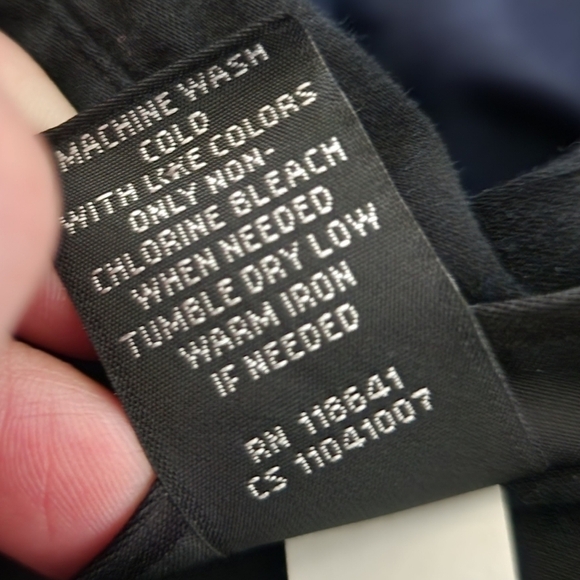 MACHINE WASH
COLD
WITH LIKE COLORS
ONLY NON-
CHLORINE BLEACH
WHEN NEEDED
TUMBLE DRY LOW
WARM IRON
IF NEEDED
RN 118641
CS 11041007